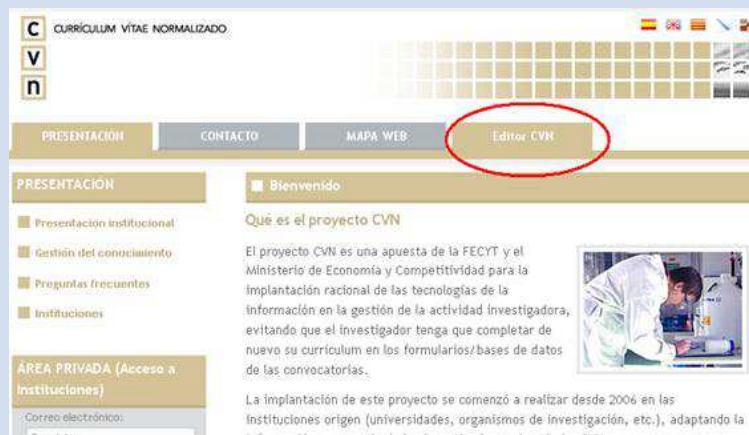 C CURRÍCULUM VÍTAE NORMALIZADO
v
n
PRESENTACIÓN CONTACTO MAPA WEB Editor CVN
PRESENTACIÓN
Presentación institucional
Gestión del conocimiento
Preguntas frecuentes
Instituciones
ÁREA PRIVADA (Acceso a
Instituciones)
Correo electrónico:
Bienvenido
Qué es el proyecto CVN
El proyecto CVN es una apuesta de la FECYT y el
Ministerio de Economía y Competitividad para la
implantación racional de las tecnologías de la
información en la gestión de la actividad investigadora,
evitando que el investigador tenga que completar de
nuevo su currículum en los formularios/bases de datos
de las convocatorias.
La implantación de este proyecto se comenzó a realizar desde 2006 en las
instituciones origen (universidades, organismos de investigación, etc.), adaptando la